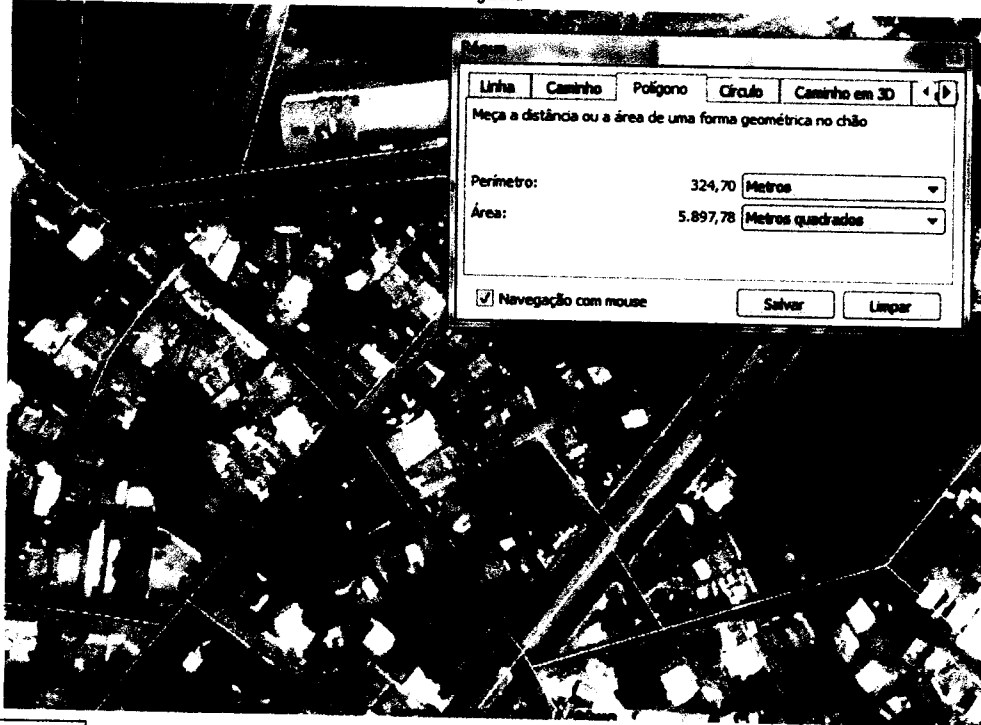 Régua
Linha Caminho Polígono Círculo Caminho em 3D
Meça a distância ou a área de uma forma geométrica no chão
Perímetro: 324,70 Metros
Área: 5.897,78 Metros quadrados
Navegação com mouse Salvar Limpar